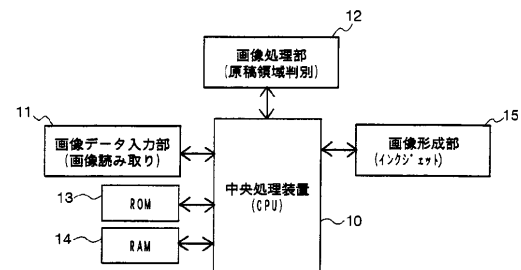 12
画像処理部
(原稿領域判別)
11
画像データ入力部
(画像読み取り)
15
画像形成部
(インクジェット)
中央処理装置
(CPU)
13
ROM
14
RAM
10